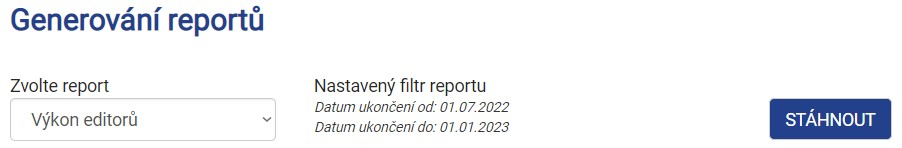 Generování reportů
Zvolte report
Výkon editorů
Nastavený filtr reportu
Datum ukončení od: 01.07.2022
Datum ukončení do: 01.01.2023
STÁHNOUT